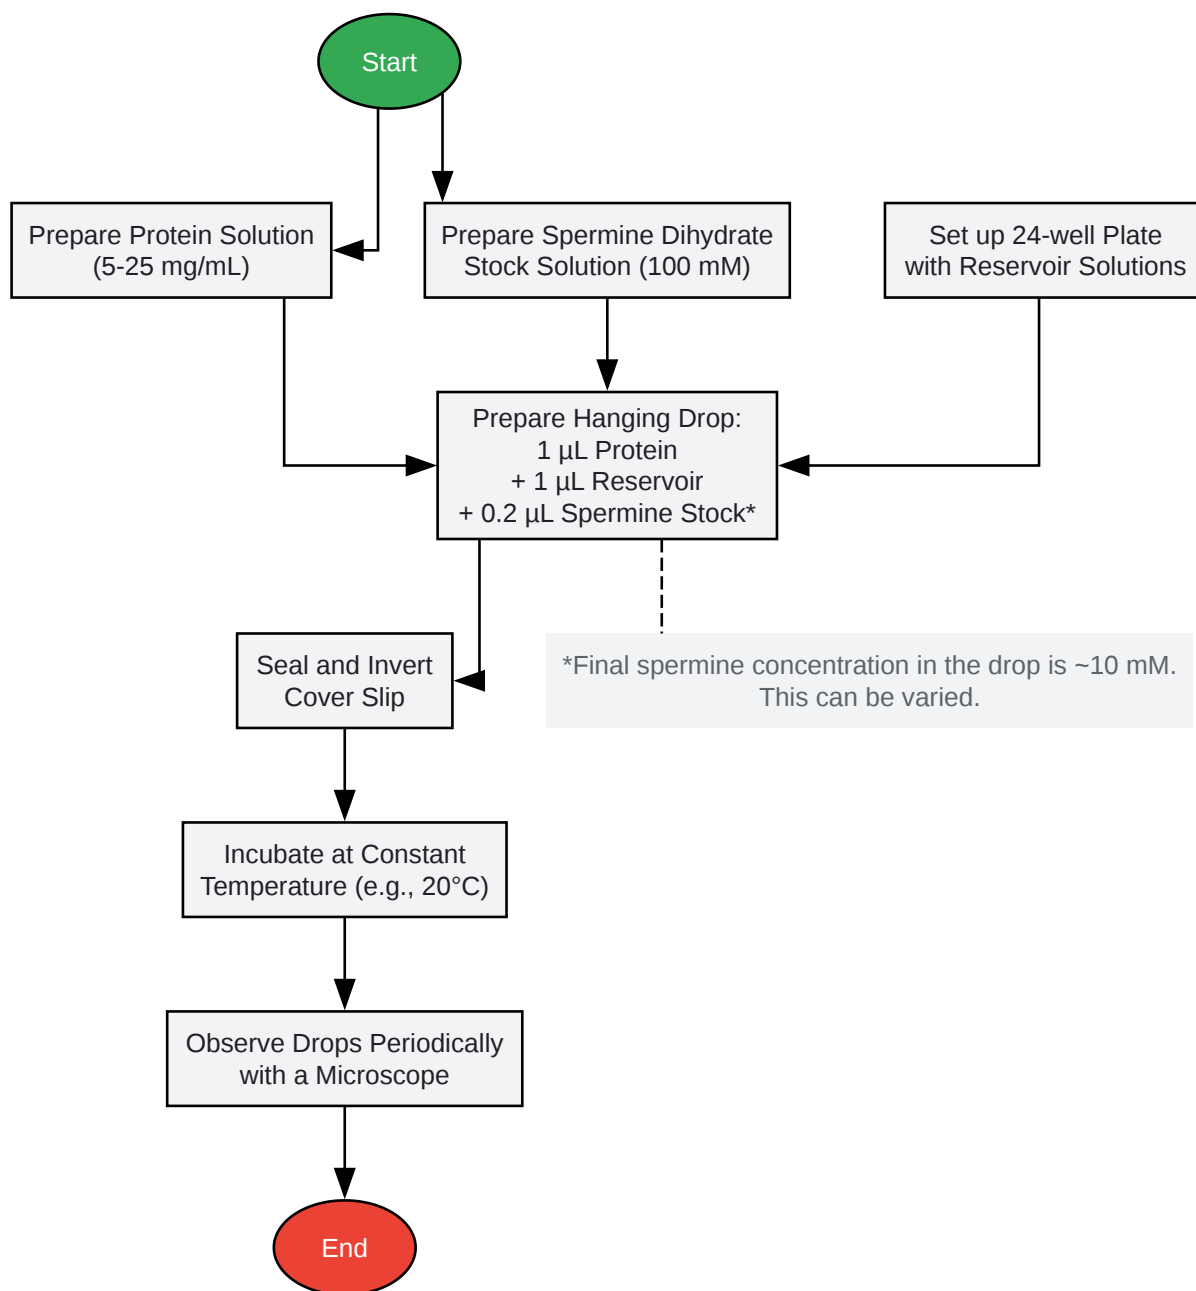 Start
Prepare Protein Solution
(5-25 mg/mL)
Prepare Spermine Dihydrate
Stock Solution (100 mM)
Set up 24-well Plate
with Reservoir Solutions
Prepare Hanging Drop:
1 µL Protein
+ 1 µL Reservoir
+ 0.2 µL Spermine Stock*
Seal and Invert
Cover Slip
*Final spermine concentration in the drop is ~10 mM.
This can be varied.
Incubate at Constant
Temperature (e.g., 20°C)
Observe Drops Periodically
with a Microscope
End